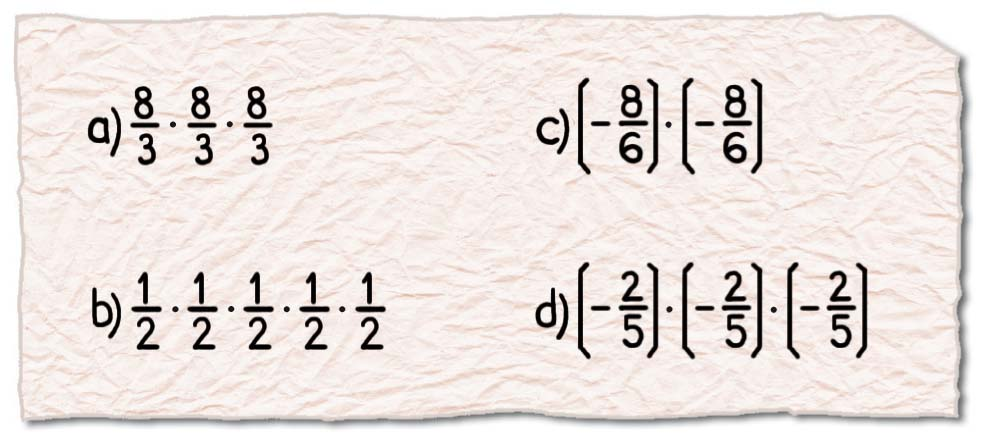 a) 8/3 · 8/3 · 8/3
c) (-8/6) · (-8/6)
b) 1/2 · 1/2 · 1/2 · 1/2 · 1/2
d) (-2/5) · (-2/5) · (-2/5)